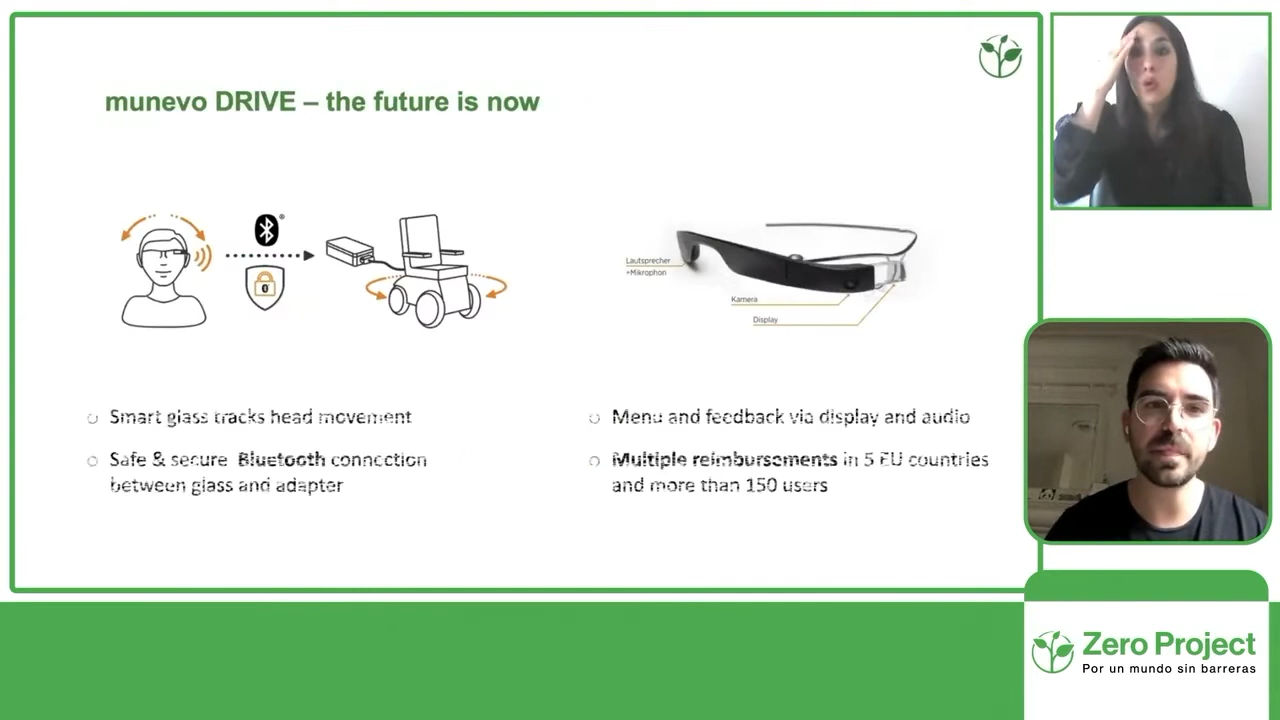 munevo DRIVE – the future is now
Lautsprecher
+Mikrophon
Kamera
Display
Smart glass tracks head movement
Safe & secure Bluetooth connection
between glass and adapter
Menu and feedback via display and audio
Multiple reimbursements in 5 EU countries
and more than 150 users
Zero Project
Por un mundo sin barreras